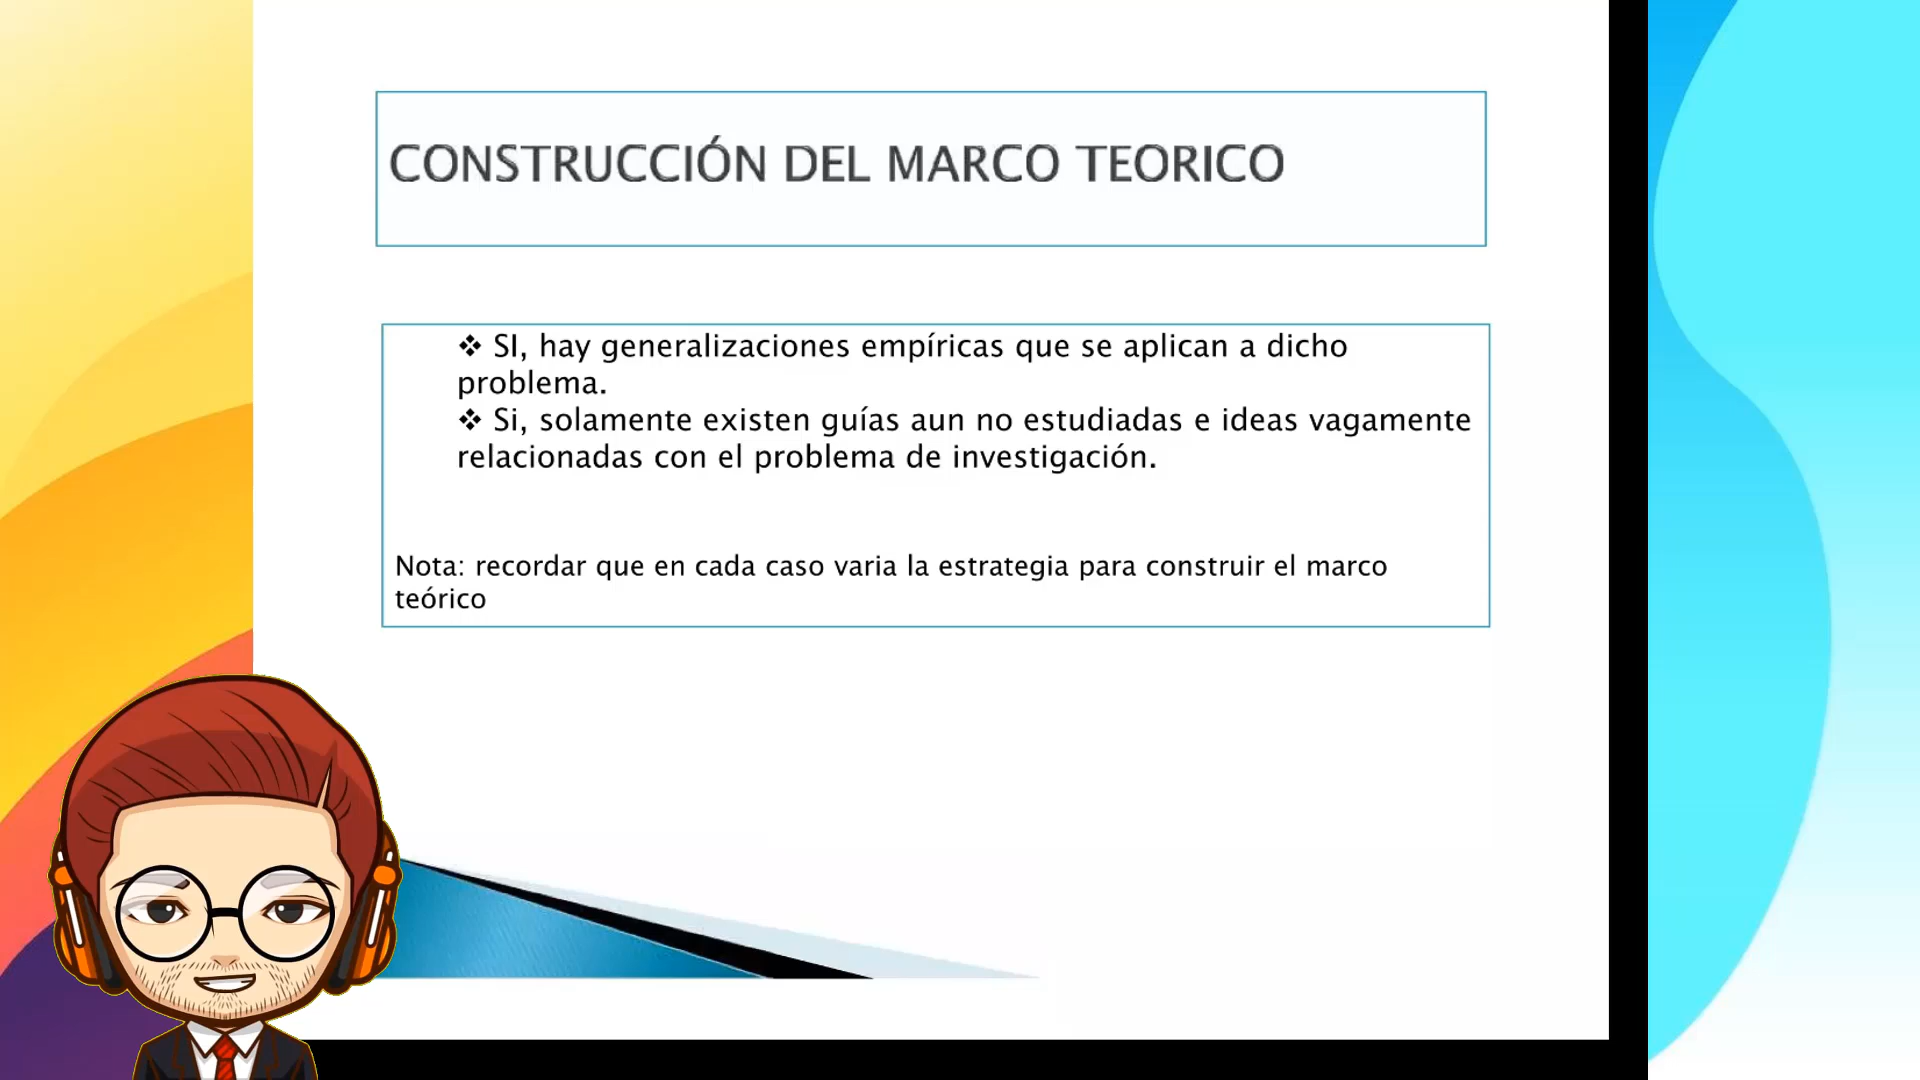 CONSTRUCCIÓN DEL MARCO TEORICO
❖ SI, hay generalizaciones empíricas que se aplican a dicho
problema.
❖ Si, solamente existen guías aun no estudiadas e ideas vagamente
relacionadas con el problema de investigación.
Nota: recordar que en cada caso varia la estrategia para construir el marco
teórico